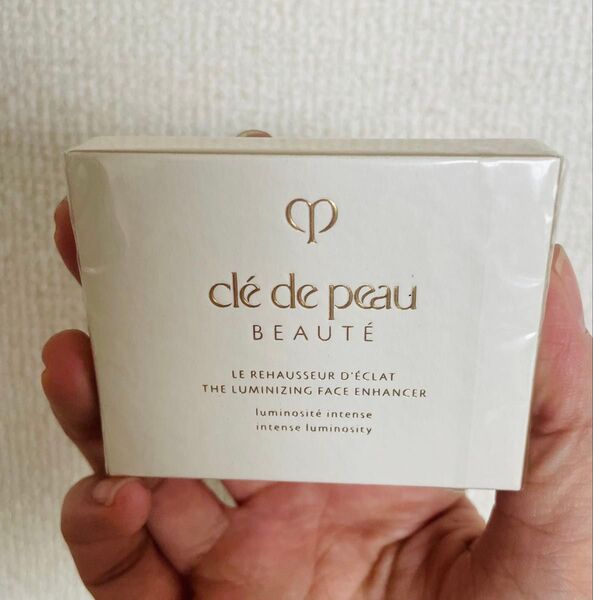 clé de peau
BEAUTÉ
LE REHAUSSEUR D'ÉCLAT
THE LUMINIZING FACE ENHANCER
luminosité intense
intense luminosity